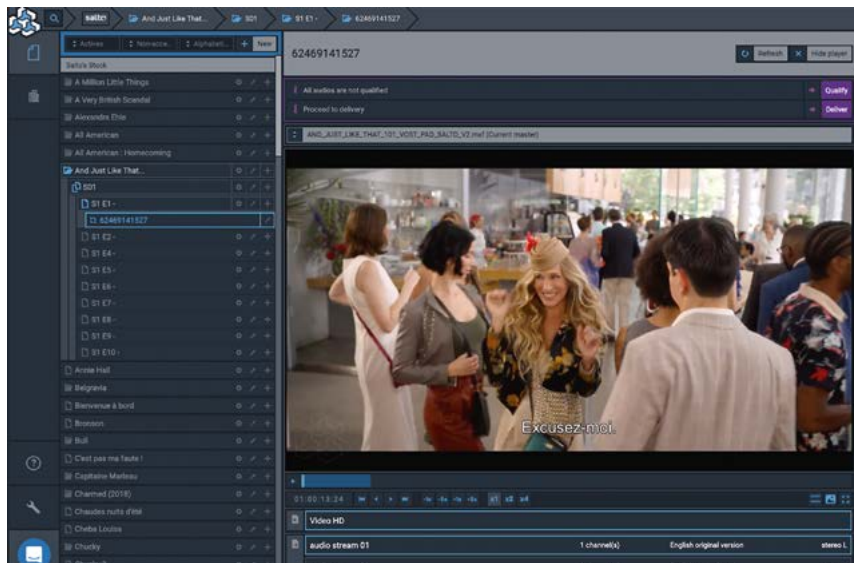 salto And Just Like That... S01 S1 E1 - 62469141527
Actives Alphabeti... New
Salto's Stock
A Million Little Things
A Very British Scandal
Alexandra Ehle
All American
All American : Homecoming
And Just Like That...
S01
S1 E1 -
62469141527
S1 E2 -
S1 E4 -
S1 E5 -
S1 E6 -
S1 E7 -
S1 E8 -
S1 E9 -
S1 E10 -
Annie Hall
Belgravia
Bienvenue à bord
Bronson
Bull
C'est pas ma faute !
Capitaine Marleau
Charmed (2018)
Chaudes nuits d'été
Cheba Louisa
Chucky
62469141527
Refresh Hide player
All audios are not qualified Qualify
Proceed to delivery Deliver
AND_JUST_LIKE_THAT_101_VOST_PAD_SALTO_V2.mxf (Current master)
Excusez-moi.
01:00:13:24 x1 x2 x4
Video HD
audio stream 01 1 channel(s) English original version stereo L